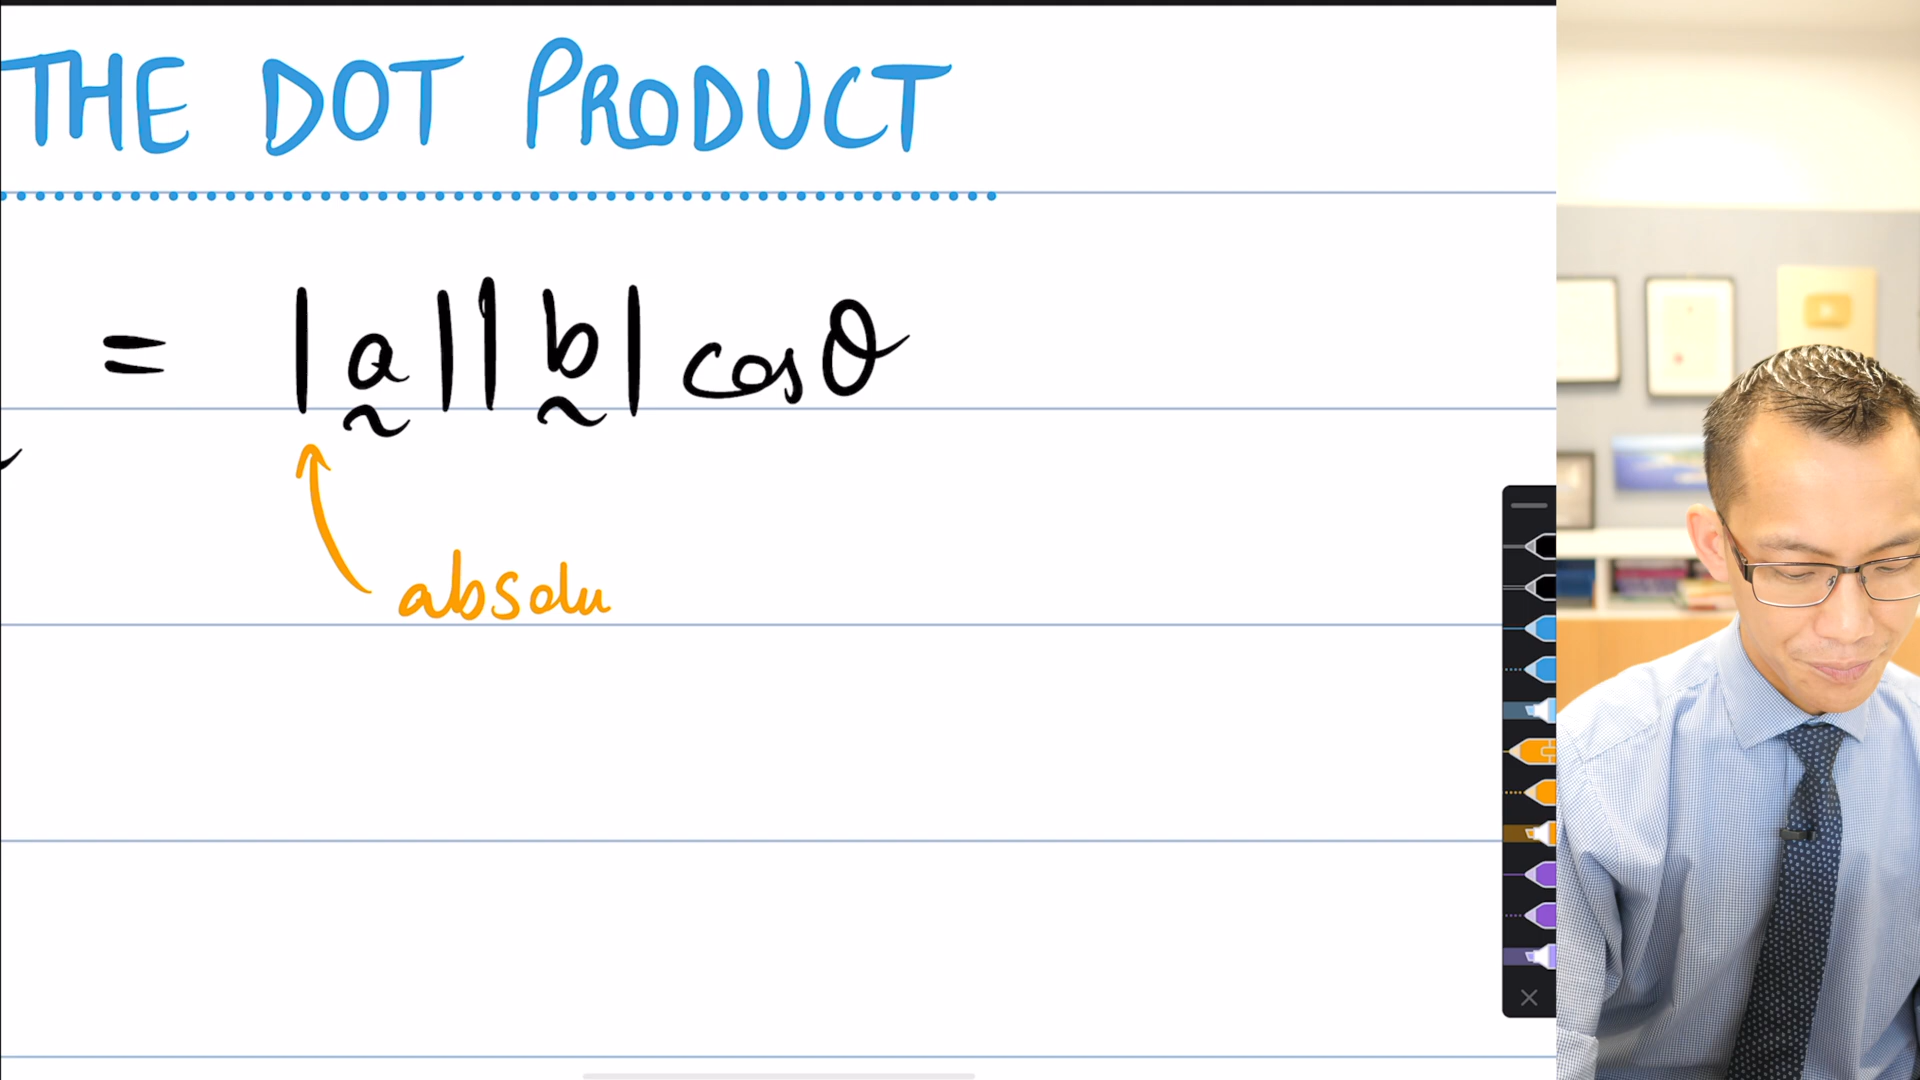 THE DOT PRODUCT
= |a̰||b̰| cosθ
absolu